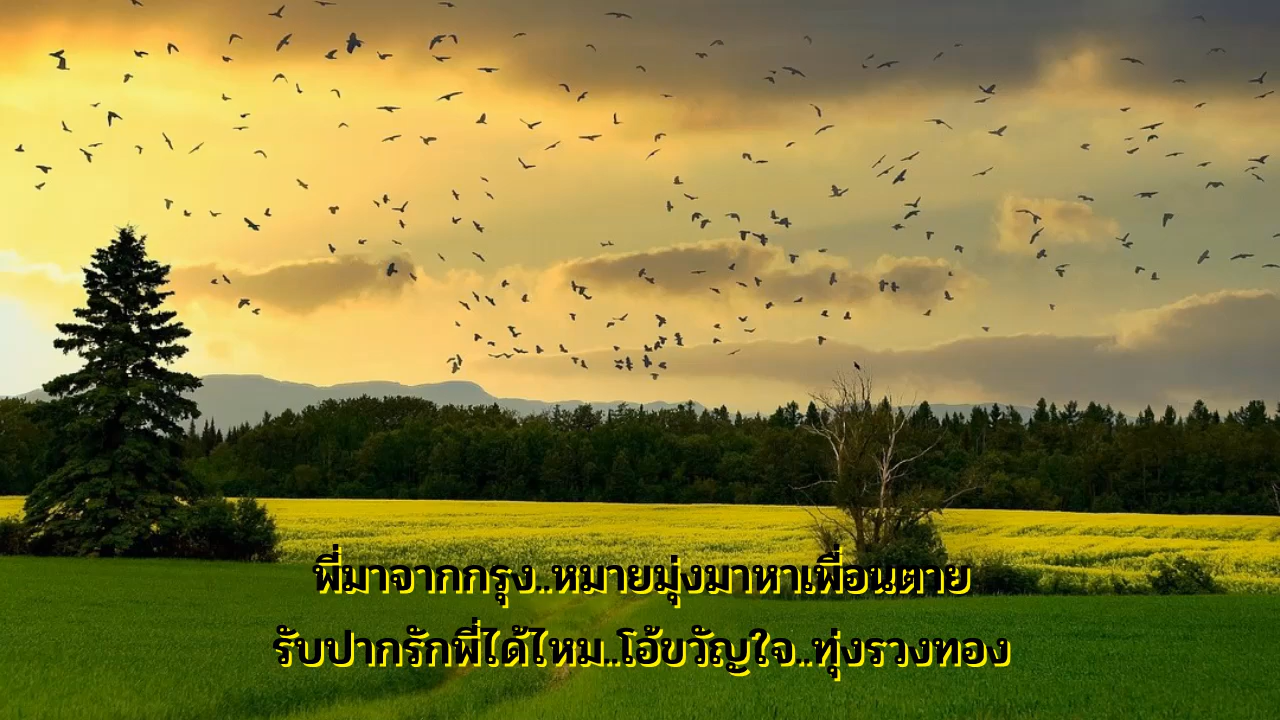 พี่มาจากกรุง..หมายมุ่งมาหาเพื่อนตาย
รับปากรักพี่ได้ไหม..โอ้ขวัญใจ..ทุ่งรวงทอง